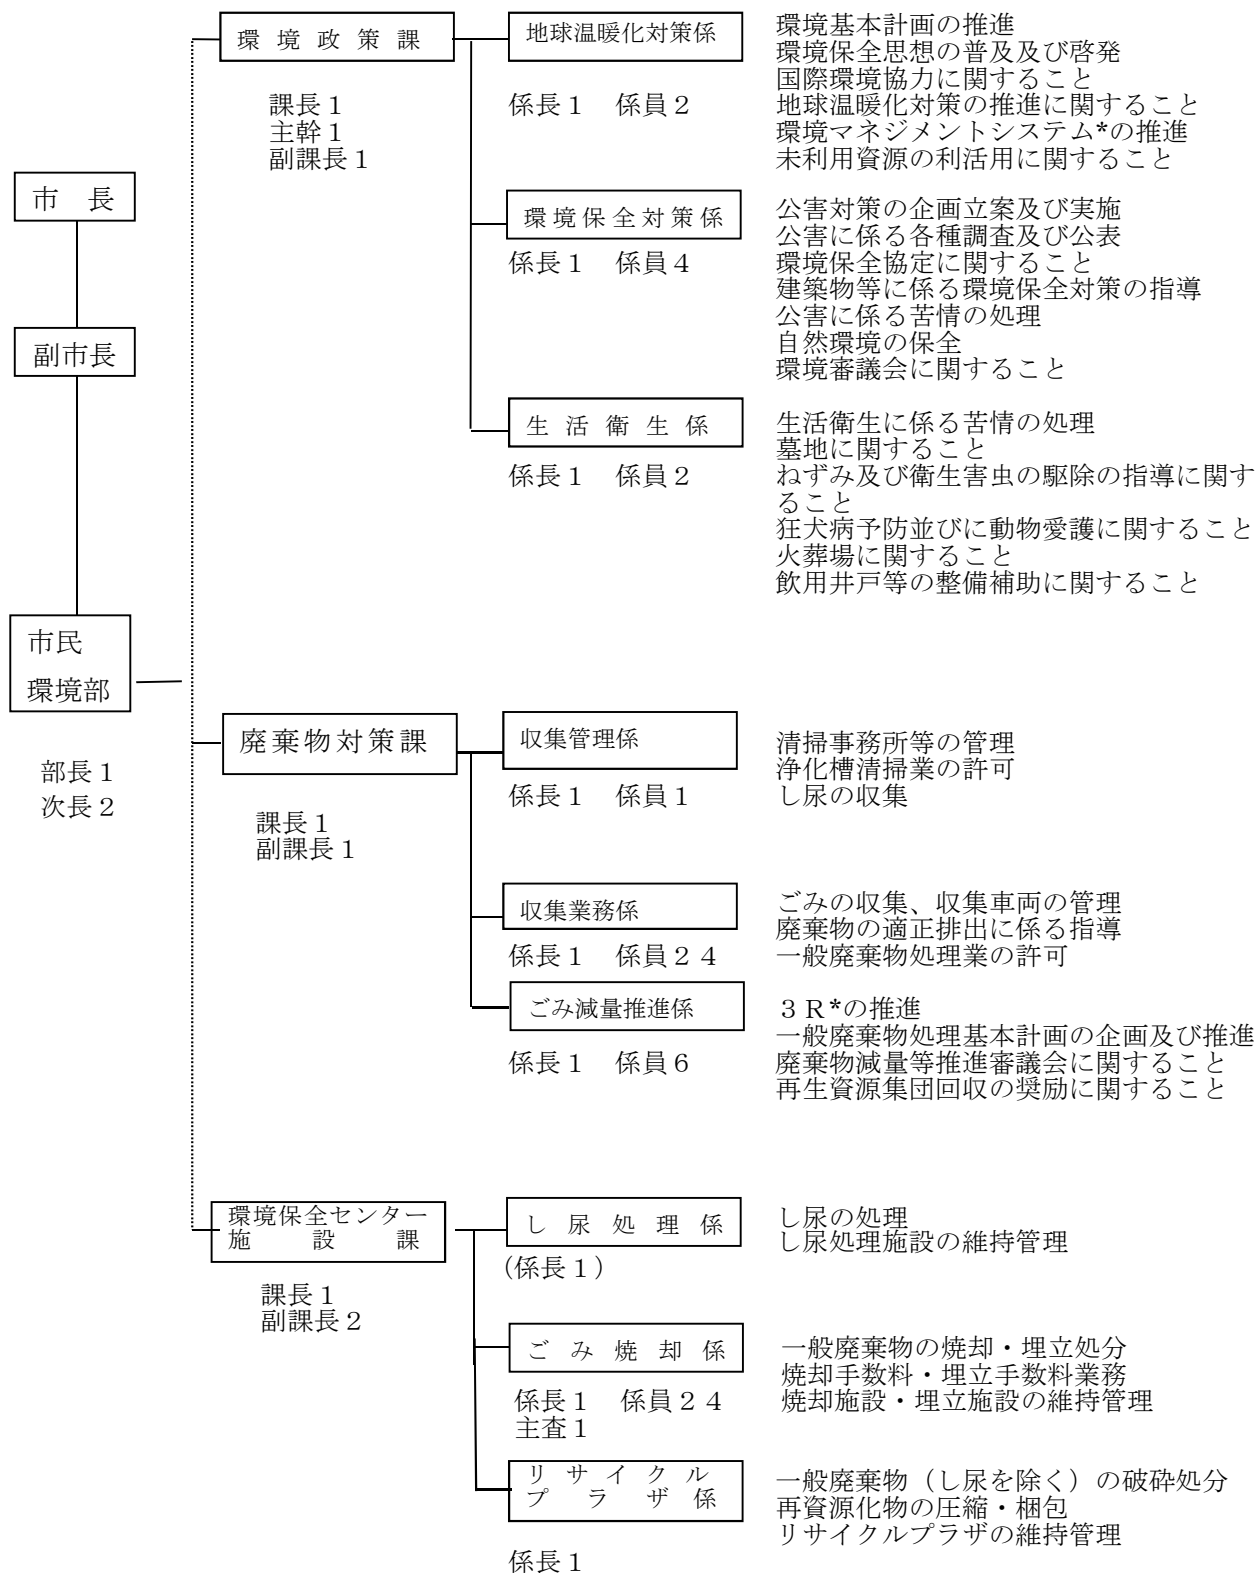 市　長
副市長
市民
環境部
部長１
次長２
環境政策課
課長１
主幹１
副課長１
地球温暖化対策係
係長１　係員２
環境基本計画の推進
環境保全思想の普及及び啓発
国際環境協力に関すること
地球温暖化対策の推進に関すること
環境マネジメントシステム*の推進
未利用資源の利活用に関すること
環境保全対策係
係長１　係員４
公害対策の企画立案及び実施
公害に係る各種調査及び公表
環境保全協定に関すること
建築物等に係る環境保全対策の指導
公害に係る苦情の処理
自然環境の保全
環境審議会に関すること
生活衛生係
係長１　係員２
生活衛生に係る苦情の処理
墓地に関すること
ねずみ及び衛生害虫の駆除の指導に関す
ること
狂犬病予防並びに動物愛護に関すること
火葬場に関すること
飲用井戸等の整備補助に関すること
廃棄物対策課
課長１
副課長１
収集管理係
係長１　係員１
清掃事務所等の管理
浄化槽清掃業の許可
し尿の収集
収集業務係
係長１　係員２４
ごみの収集、収集車両の管理
廃棄物の適正排出に係る指導
一般廃棄物処理業の許可
ごみ減量推進係
係長１　係員６
３Ｒ*の推進
一般廃棄物処理基本計画の企画及び推進
廃棄物減量等推進審議会に関すること
再生資源集団回収の奨励に関すること
環境保全センター
施設課
課長１
副課長２
し尿処理係
(係長１)
し尿の処理
し尿処理施設の維持管理
ごみ焼却係
係長１　係員２４
主査１
一般廃棄物の焼却・埋立処分
焼却手数料・埋立手数料業務
焼却施設・埋立施設の維持管理
リサイクル
プラザ係
係長１
一般廃棄物（し尿を除く）の破砕処分
再資源化物の圧縮・梱包
リサイクルプラザの維持管理